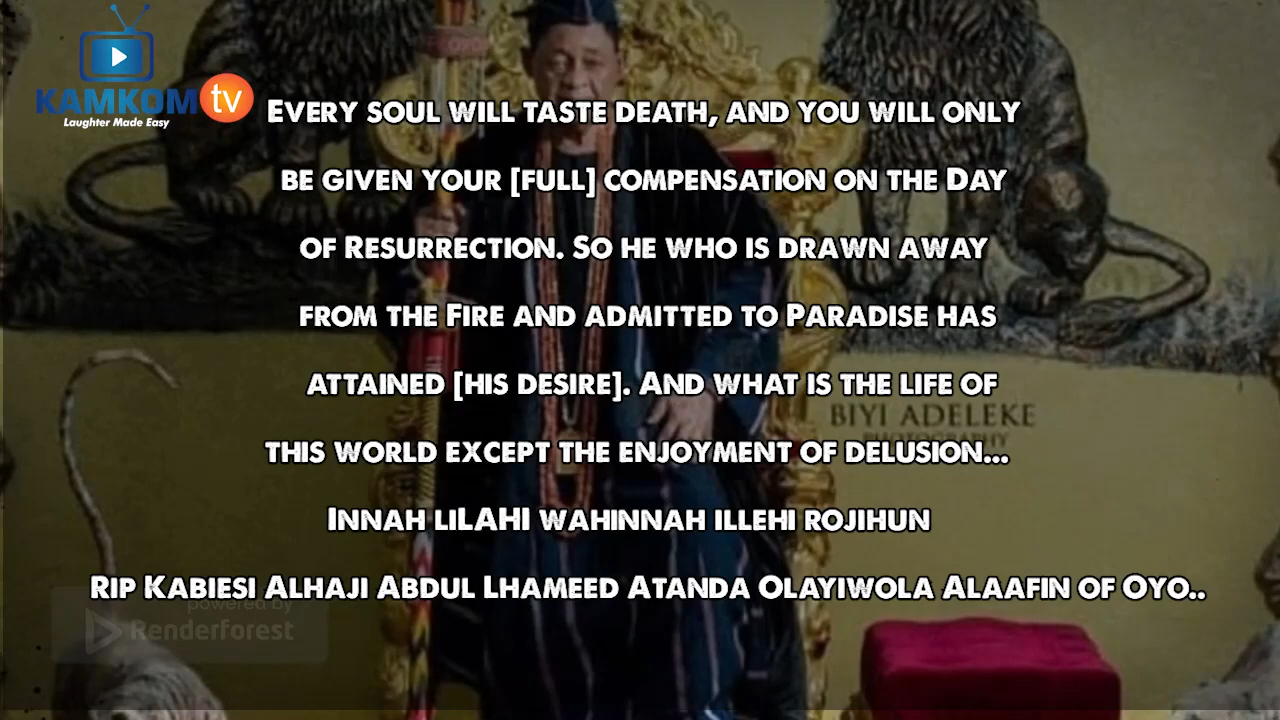 KAMKOM tv
Laughter Made Easy
OYO
EVERY SOUL WILL TASTE DEATH, AND YOU WILL ONLY
BE GIVEN YOUR [FULL] COMPENSATION ON THE DAY
OF RESURRECTION. SO HE WHO IS DRAWN AWAY
FROM THE FIRE AND ADMITTED TO PARADISE HAS
ATTAINED [HIS DESIRE]. AND WHAT IS THE LIFE OF
BIYI ADELEKE
PHOTOGRAPHY
THIS WORLD EXCEPT THE ENJOYMENT OF DELUSION...
INNAH LILAHI WAHINNAH ILLEHI ROJIHUN
RIP KABIESI ALHAJI ABDUL LHAMEED ATANDA OLAYIWOLA ALAAFIN OF OYO..
powered by
Renderforest